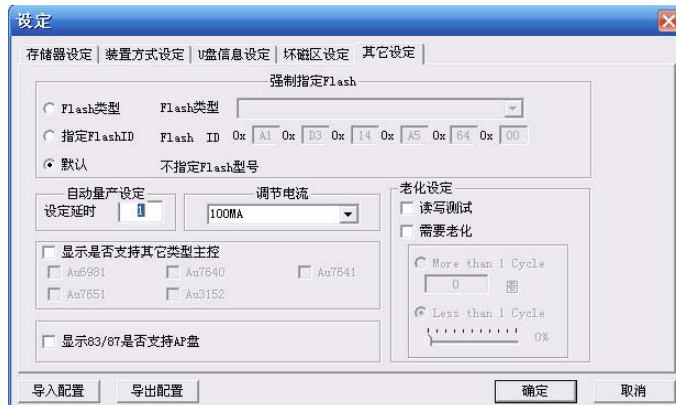 设定
存储器设定 装置方式设定 U盘信息设定 坏磁区设定 其它设定
强制指定Flash
Flash类型 Flash类型
指定FlashID Flash ID 0x A1 0x D3 0x 14 0x A5 0x 64 0x 00
默认 不指定Flash型号
自动量产设定
设定延时 1
调节电流
100MA
老化设定
读写测试
需要老化
More than 1 Cycle
0 圈
Less than 1 Cycle
0%
显示是否支持其它类型主控
Au6981 Au7640 Au7641
Au7651 Au3152
显示83/87是否支持AP盘
导入配置 导出配置 确定 取消